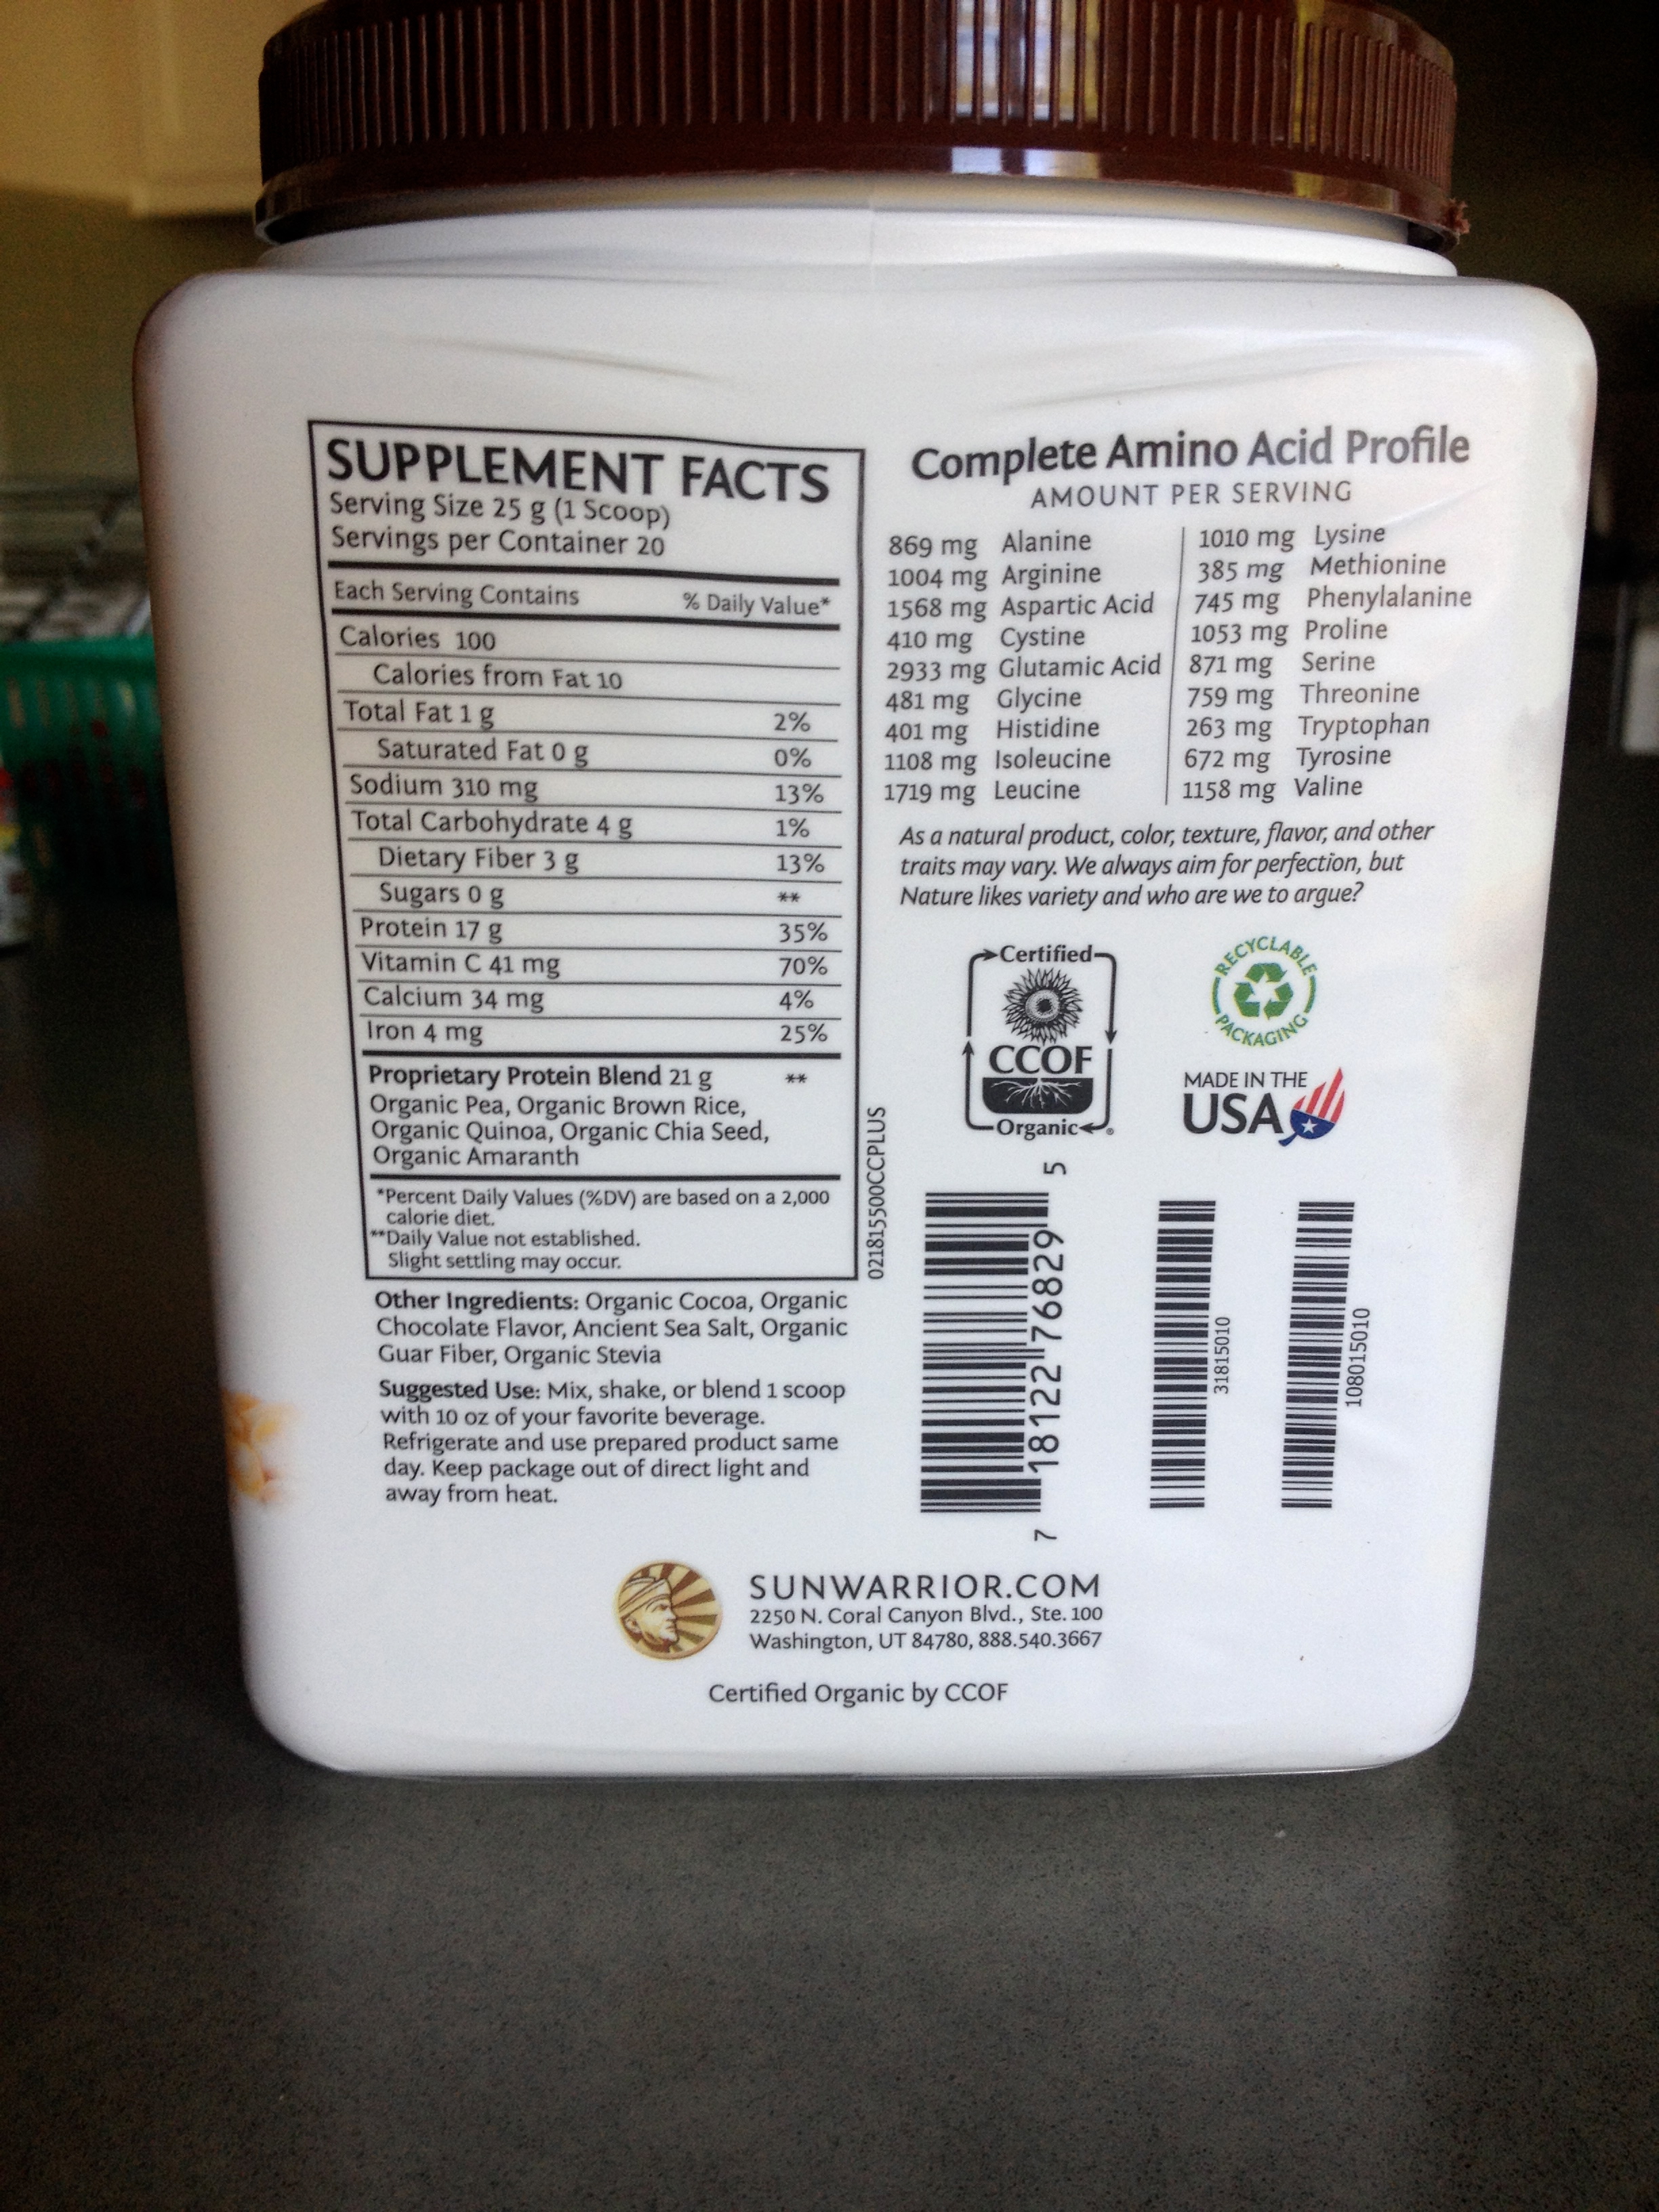 SUPPLEMENT FACTS
Serving Size 25 g (1 Scoop)
Servings per Container 20
Each Serving Contains % Daily Value*
Calories 100
Calories from Fat 10
Total Fat 1 g 2%
Saturated Fat 0 g 0%
Sodium 310 mg 13%
Total Carbohydrate 4 g 1%
Dietary Fiber 3 g 13%
Sugars 0 g **
Protein 17 g 35%
Vitamin C 41 mg 70%
Calcium 34 mg 4%
Iron 4 mg 25%
Proprietary Protein Blend 21 g **
Organic Pea, Organic Brown Rice,
Organic Quinoa, Organic Chia Seed,
Organic Amaranth
*Percent Daily Values (%DV) are based on a 2,000
calorie diet.
**Daily Value not established.
Slight settling may occur.
Other Ingredients: Organic Cocoa, Organic
Chocolate Flavor, Ancient Sea Salt, Organic
Guar Fiber, Organic Stevia
Suggested Use: Mix, shake, or blend 1 scoop
with 10 oz of your favorite beverage.
Refrigerate and use prepared product same
day. Keep package out of direct light and
away from heat.
021815500CCPLUS
Complete Amino Acid Profile
AMOUNT PER SERVING
869 mg Alanine
1004 mg Arginine
1568 mg Aspartic Acid
410 mg Cystine
2933 mg Glutamic Acid
481 mg Glycine
401 mg Histidine
1108 mg Isoleucine
1719 mg Leucine
1010 mg Lysine
385 mg Methionine
745 mg Phenylalanine
1053 mg Proline
871 mg Serine
759 mg Threonine
263 mg Tryptophan
672 mg Tyrosine
1158 mg Valine
As a natural product, color, texture, flavor, and other
traits may vary. We always aim for perfection, but
Nature likes variety and who are we to argue?
Certified
CCOF
Organic
RECYCLABLE
PACKAGING
MADE IN THE
USA
7 18122 76829 5
31815010
108015010
SUNWARRIOR.COM
2250 N. Coral Canyon Blvd., Ste. 100
Washington, UT 84780, 888.540.3667
Certified Organic by CCOF